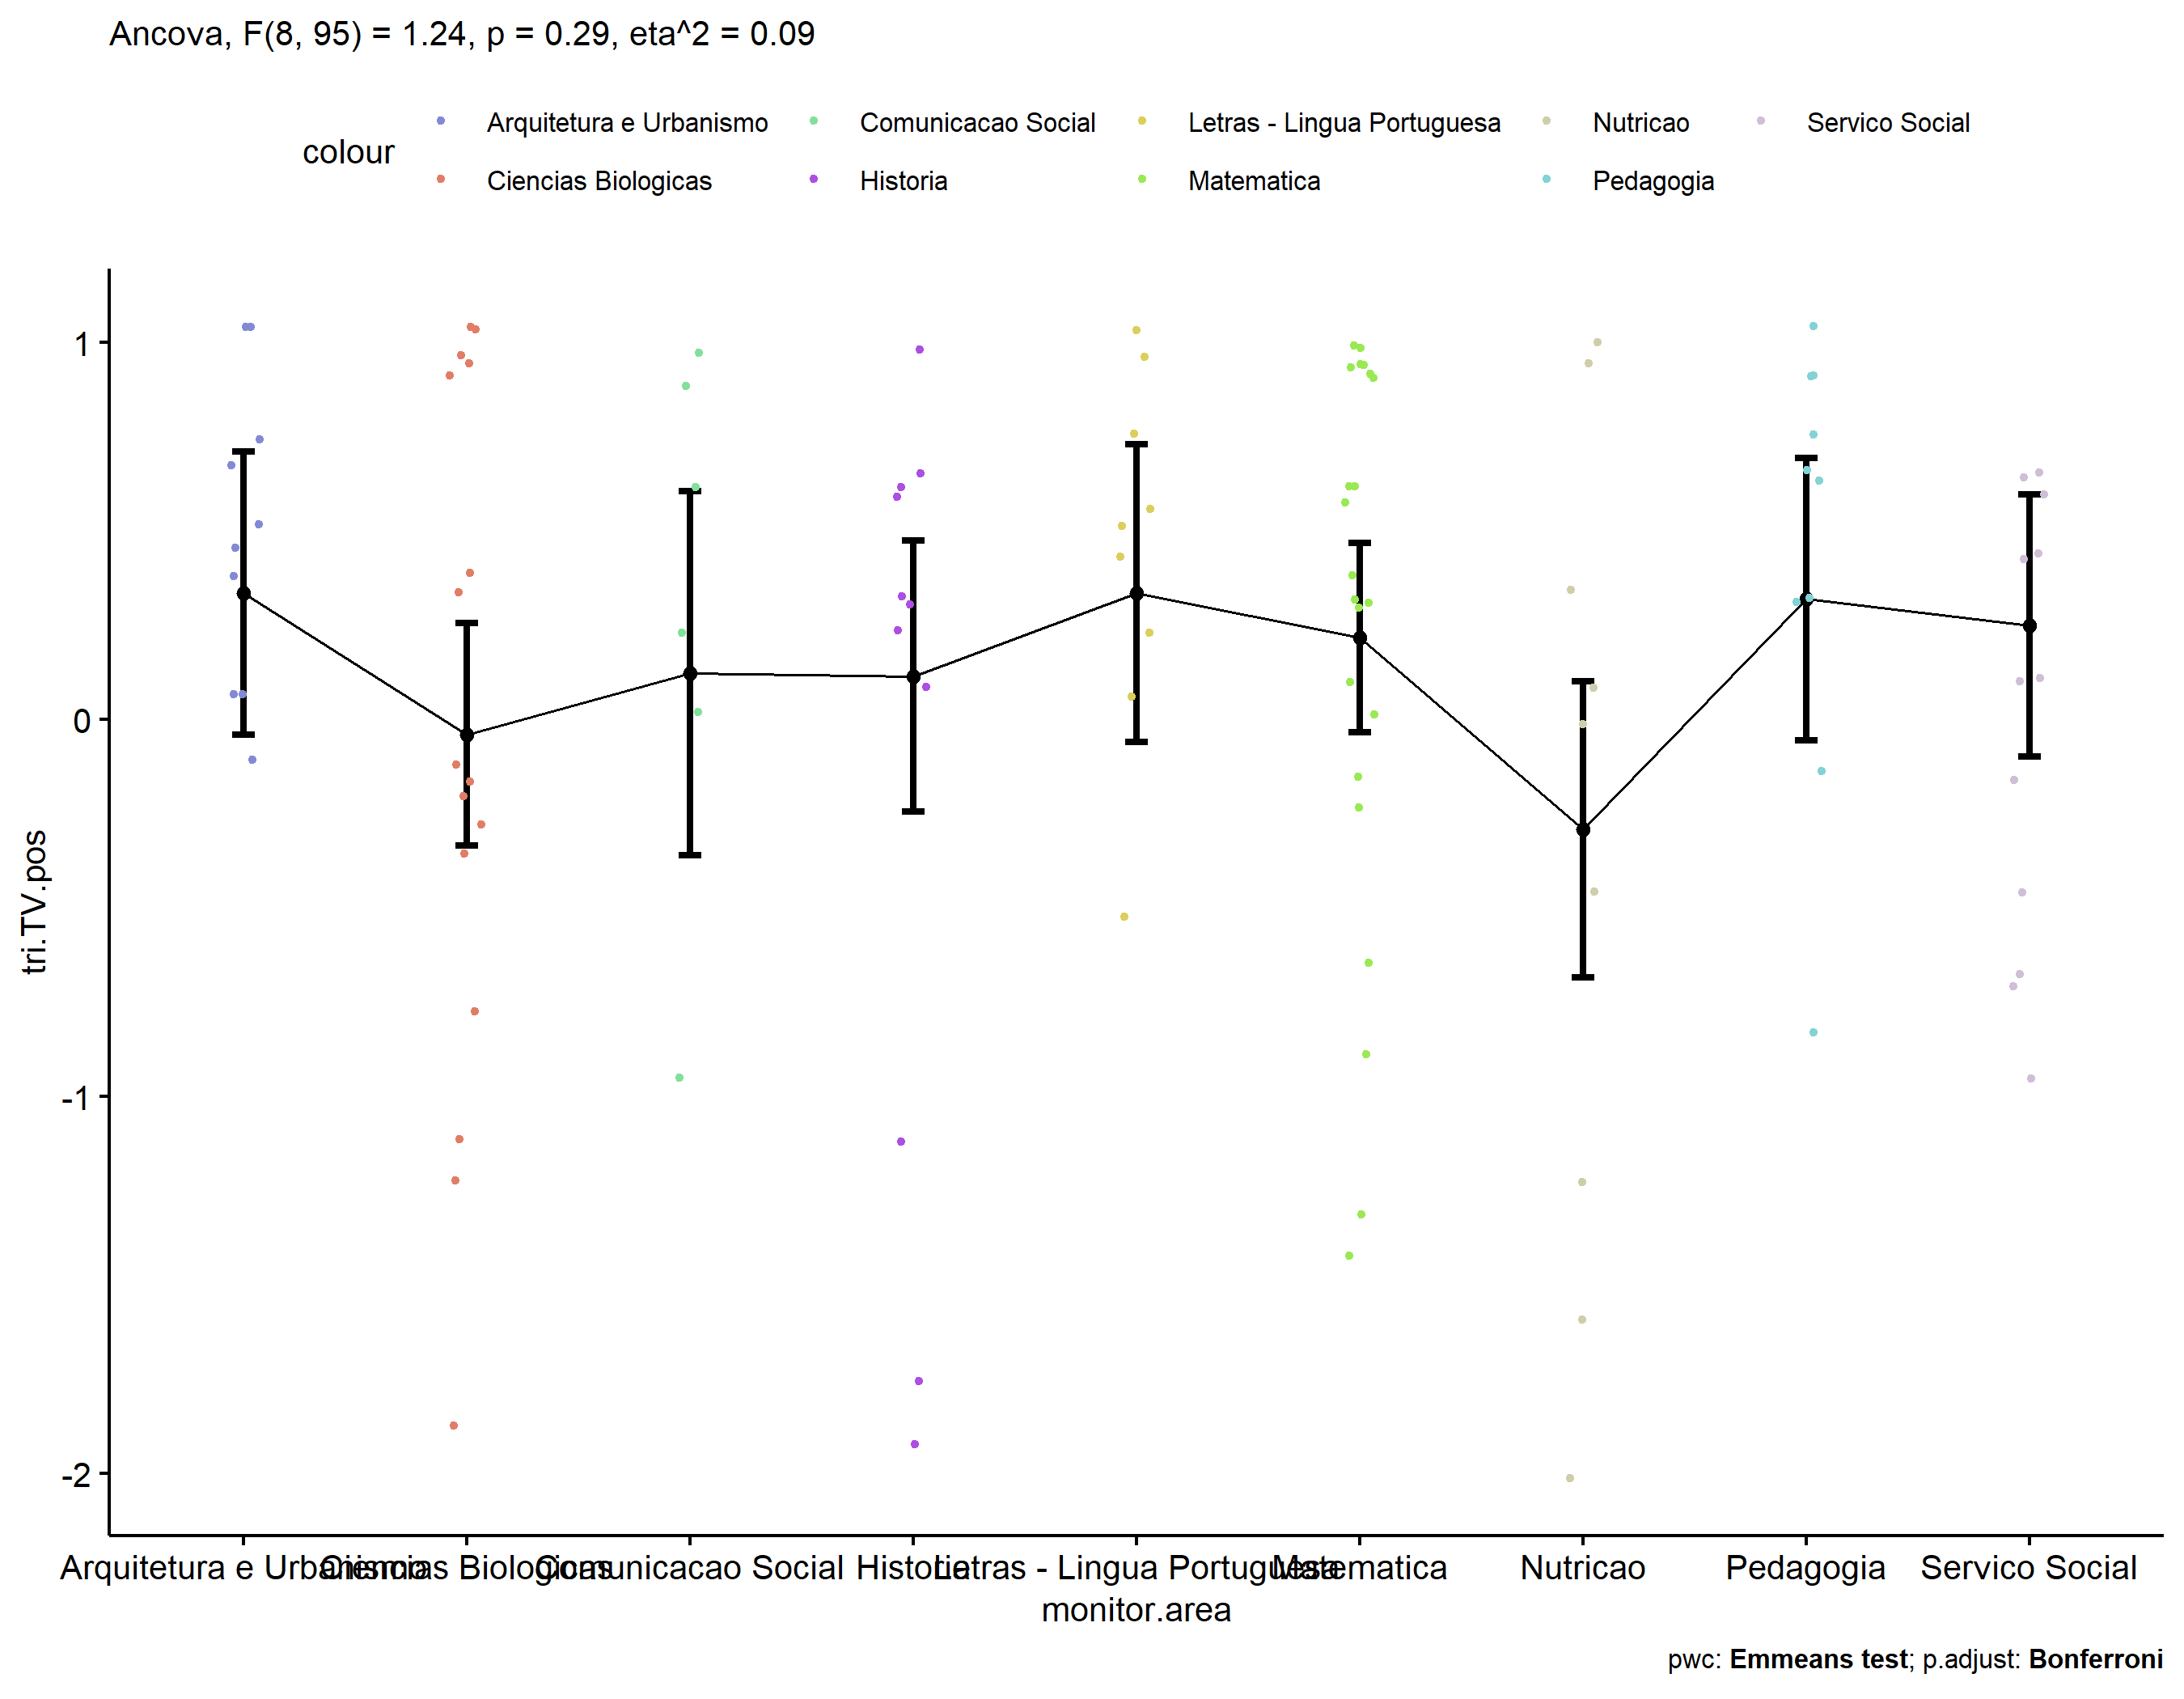 Ancova, F(8, 95) = 1.24, p = 0.29, eta^2 = 0.09
colour
Arquitetura e Urbanismo Comunicacao Social Letras - Lingua Portuguesa Nutricao Servico Social
Ciencias Biologicas Historia Matematica Pedagogia
tri.TV.pos
1
0
-1
-2
Arquitetura e Urbanismo Ciencias Biologicas Comunicacao Social Historia Letras - Lingua Portuguesa Matematica Nutricao Pedagogia Servico Social
monitor.area
pwc: Emmeans test; p.adjust: Bonferroni